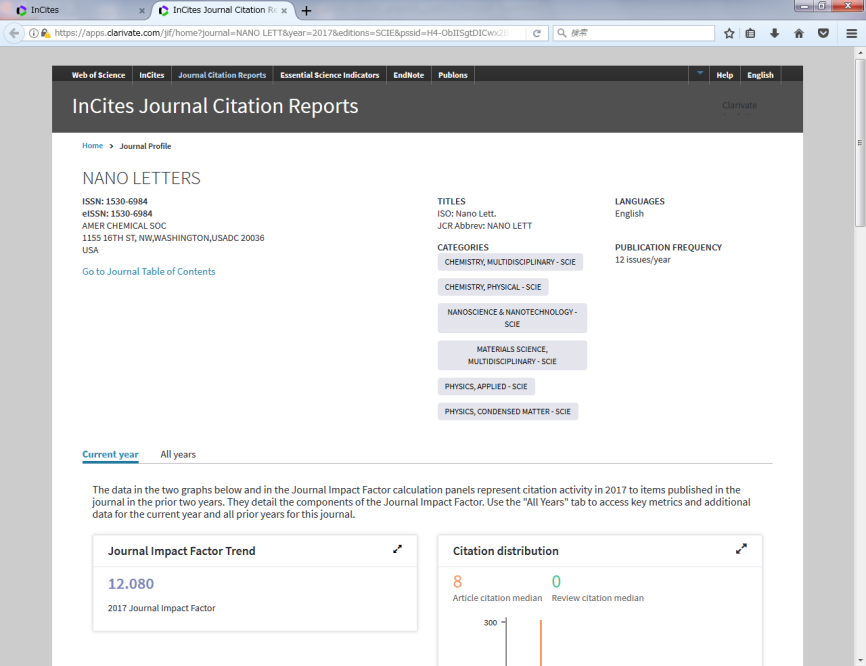 InCites
InCites Journal Citation Re
https://apps.clarivate.com/jif/home?journal=NANO LETT&year=2017&editions=SCIE&pssid=H4-ObIISgtDICwx2
検索
Web of Science InCites Journal Citation Reports Essential Science Indicators EndNote Publons Help English
InCites Journal Citation Reports
Clarivate
Home > Journal Profile
NANO LETTERS
ISSN: 1530-6984
eISSN: 1530-6984
AMER CHEMICAL SOC
1155 16TH ST, NW,WASHINGTON,USADC 20036
USA
Go to Journal Table of Contents
TITLES
ISO: Nano Lett.
JCR Abbrev: NANO LETT
CATEGORIES
CHEMISTRY, MULTIDISCIPLINARY - SCIE
CHEMISTRY, PHYSICAL - SCIE
NANOSCIENCE & NANOTECHNOLOGY -
SCIE
MATERIALS SCIENCE,
MULTIDISCIPLINARY - SCIE
PHYSICS, APPLIED - SCIE
PHYSICS, CONDENSED MATTER - SCIE
LANGUAGES
English
PUBLICATION FREQUENCY
12 issues/year
Current year All years
The data in the two graphs below and in the Journal Impact Factor calculation panels represent citation activity in 2017 to items published in the
journal in the prior two years. They detail the components of the Journal Impact Factor. Use the "All Years" tab to access key metrics and additional
data for the current year and all prior years for this journal.
Journal Impact Factor Trend
12.080
2017 Journal Impact Factor
Citation distribution
8 0
Article citation median Review citation median
300